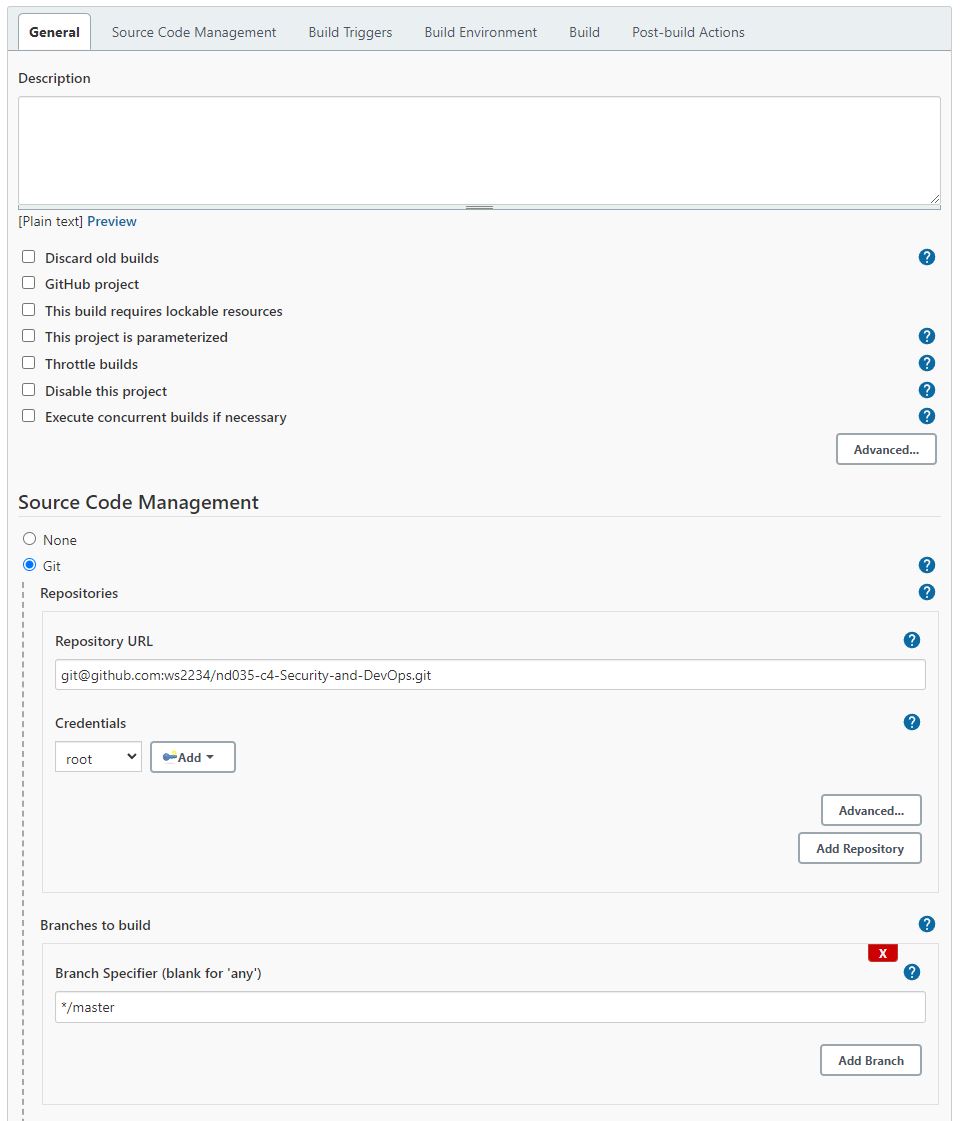 General Source Code Management Build Triggers Build Environment Build Post-build Actions
Description
[Plain text] Preview
Discard old builds ?
GitHub project
This build requires lockable resources
This project is parameterized ?
Throttle builds ?
Disable this project ?
Execute concurrent builds if necessary ?
Advanced...
Source Code Management
None
Git ?
Repositories ?
Repository URL ?
git@github.com:ws2234/nd035-c4-Security-and-DevOps.git
Credentials ?
root Add
Advanced...
Add Repository
Branches to build ?
X
Branch Specifier (blank for 'any') ?
*/master
Add Branch